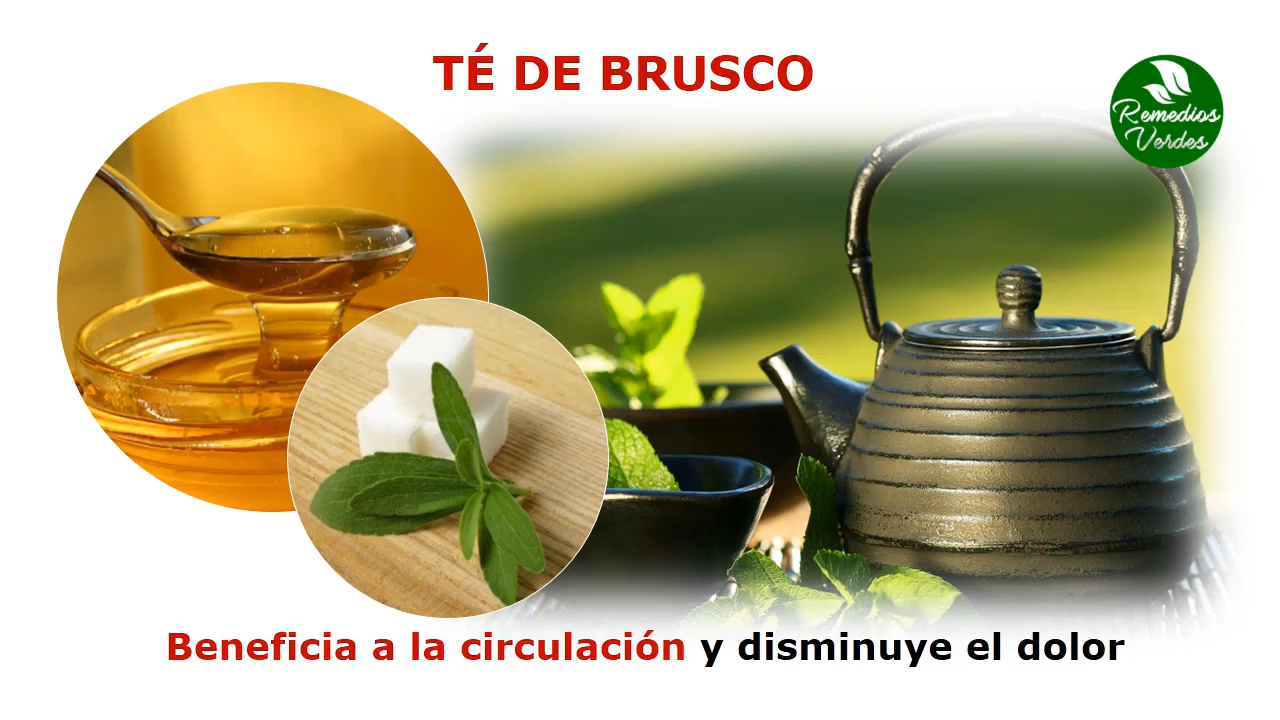 TÉ DE BRUSCO
Remedios
Verdes
Beneficia a la circulación y disminuye el dolor